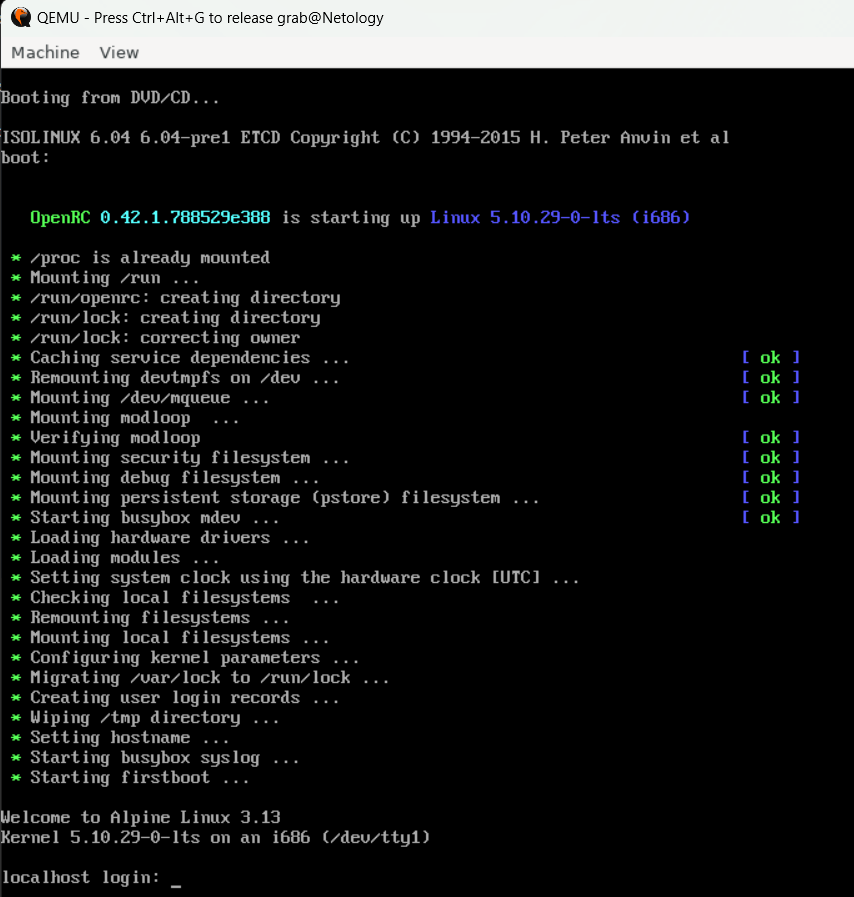 QEMU - Press Ctrl+Alt+G to release grab@Netology
Machine View
Booting from DVD/CD...
ISOLINUX 6.04 6.04-pre1 ETCD Copyright (C) 1994-2015 H. Peter Anvin et al
boot:
OpenRC 0.42.1.788529e388 is starting up Linux 5.10.29-0-lts (i686)
* /proc is already mounted
* Mounting /run ...
* /run/openrc: creating directory
* /run/lock: creating directory
* /run/lock: correcting owner
* Caching service dependencies ... [ ok ]
* Remounting devtmpfs on /dev ... [ ok ]
* Mounting /dev/mqueue ... [ ok ]
* Mounting modloop  ...
* Verifying modloop [ ok ]
* Mounting security filesystem ... [ ok ]
* Mounting debug filesystem ... [ ok ]
* Mounting persistent storage (pstore) filesystem ... [ ok ]
* Starting busybox mdev ... [ ok ]
* Loading hardware drivers ...
* Loading modules ...
* Setting system clock using the hardware clock [UTC] ...
* Checking local filesystems  ...
* Remounting filesystems ...
* Mounting local filesystems ...
* Configuring kernel parameters ...
* Migrating /var/lock to /run/lock ...
* Creating user login records ...
* Wiping /tmp directory ...
* Setting hostname ...
* Starting busybox syslog ...
* Starting firstboot ...
Welcome to Alpine Linux 3.13
Kernel 5.10.29-0-lts on an i686 (/dev/tty1)
localhost login: _